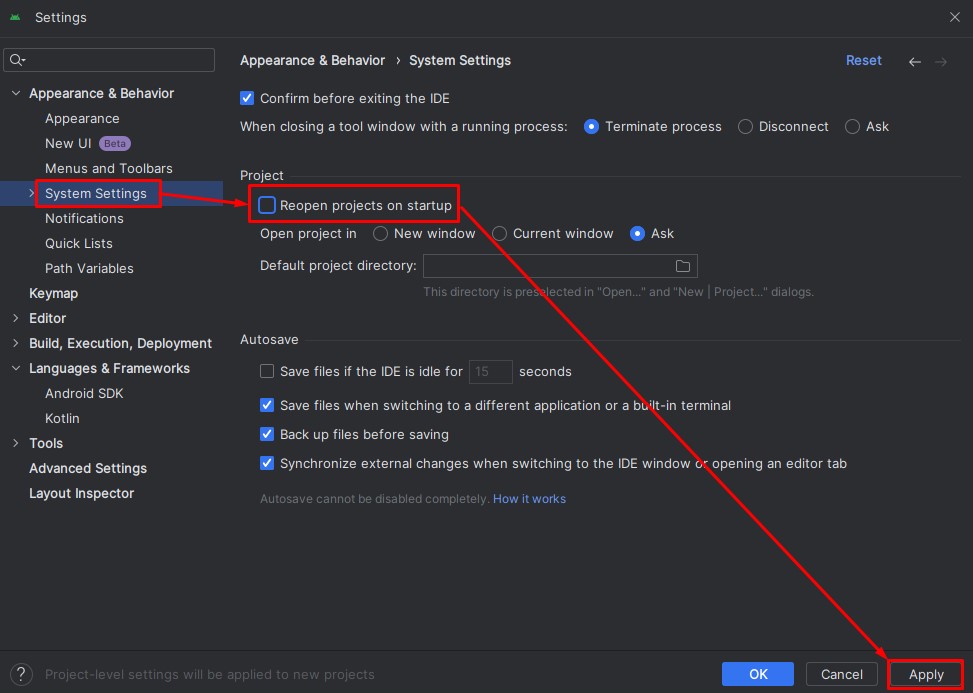 Settings
Appearance & Behavior › System Settings
Reset
Appearance & Behavior
Appearance
New UI Beta
Menus and Toolbars
System Settings
Notifications
Quick Lists
Path Variables
Keymap
Editor
Build, Execution, Deployment
Languages & Frameworks
Android SDK
Kotlin
Tools
Advanced Settings
Layout Inspector
Confirm before exiting the IDE
When closing a tool window with a running process: Terminate process Disconnect Ask
Project
Reopen projects on startup
Open project in New window Current window Ask
Default project directory:
This directory is preselected in "Open..." and "New | Project..." dialogs.
Autosave
Save files if the IDE is idle for 15 seconds
Save files when switching to a different application or a built-in terminal
Back up files before saving
Synchronize external changes when switching to the IDE window or opening an editor tab
Autosave cannot be disabled completely. How it works
? Project-level settings will be applied to new projects
OK Cancel Apply